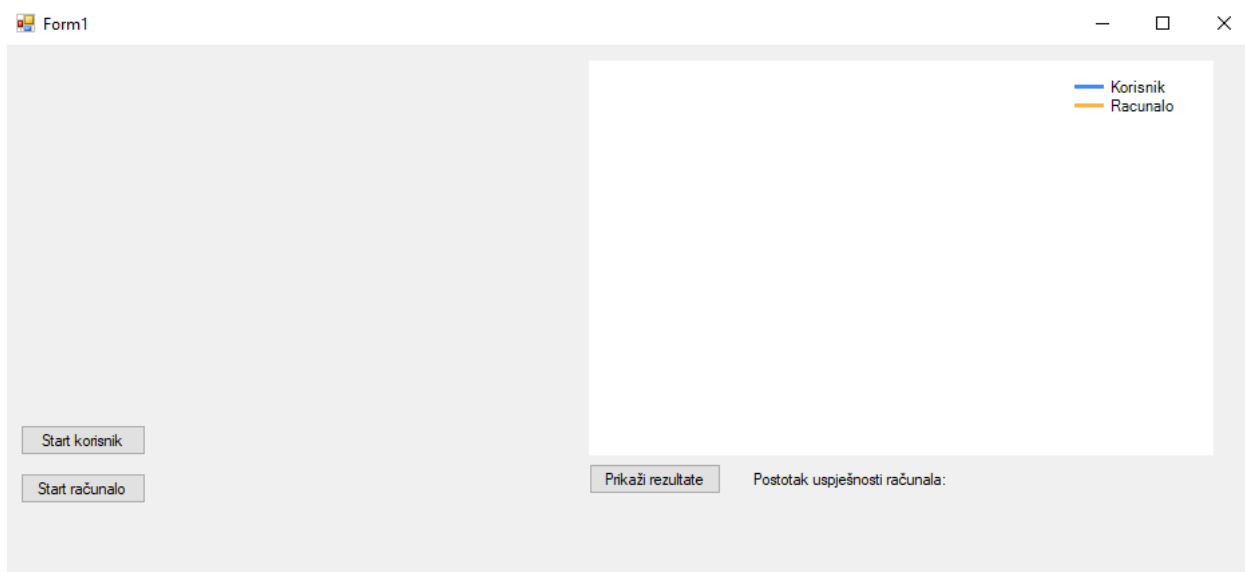 Form1
Korisnik
Racunalo
Start korisnik
Start računalo
Prikaži rezultate
Postotak uspješnosti računala: